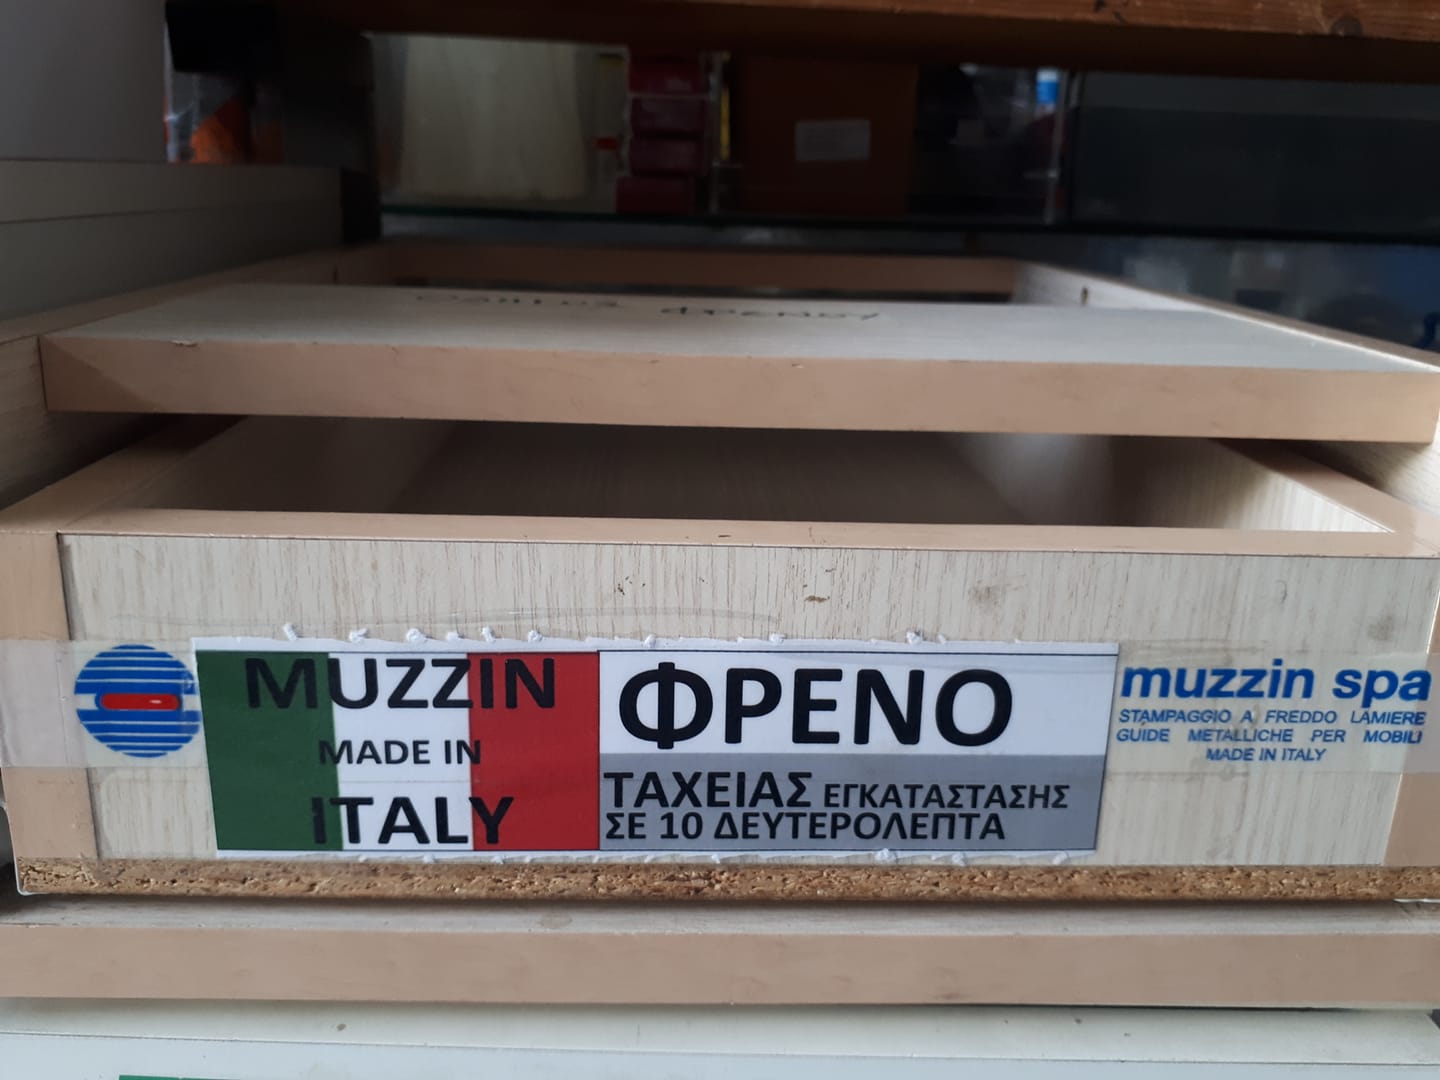 MUZZIN
MADE IN
ITALY
ΦΡΕΝΟ
ΤΑΧΕΙΑΣ ΕΓΚΑΤΑΣΤΑΣΗΣ
ΣΕ 10 ΔΕΥΤΕΡΟΛΕΠΤΑ
muzzin spa
STAMPAGGIO A FREDDO LAMIERE
GUIDE METALLICHE PER MOBILI
MADE IN ITALY